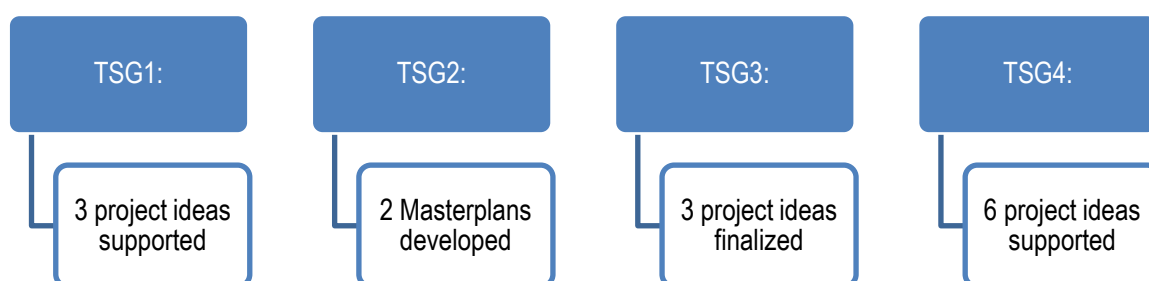 TSG1:
TSG2:
TSG3:
TSG4:
3 project ideas
supported
2 Masterplans
developed
3 project ideas
finalized
6 project ideas
supported